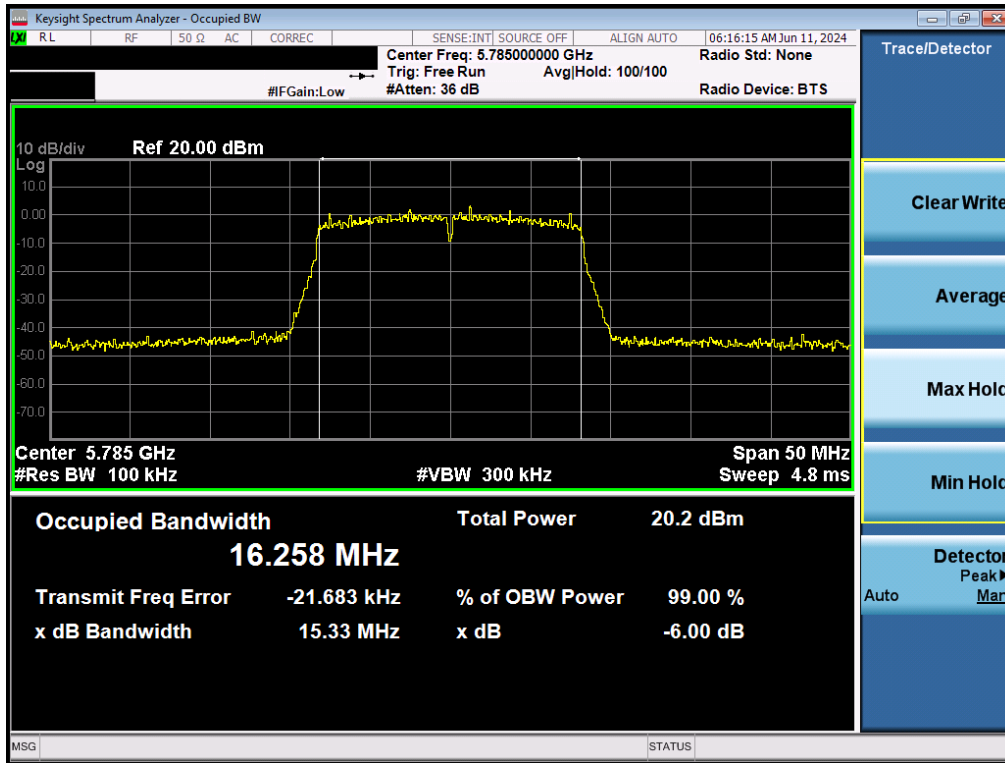 Keysight Spectrum Analyzer - Occupied BW
LXI RL RF 50 Ω AC CORREC SENSE:INT SOURCE OFF ALIGN AUTO 06:16:15 AM Jun 11, 2024
Center Freq: 5.785000000 GHz Radio Std: None
Trig: Free Run Avg|Hold: 100/100
#IFGain:Low #Atten: 36 dB Radio Device: BTS
10 dB/div Ref 20.00 dBm
Log
10.0
0.00
-10.0
-20.0
-30.0
-40.0
-50.0
-60.0
-70.0
Center 5.785 GHz Span 50 MHz
#Res BW 100 kHz #VBW 300 kHz Sweep 4.8 ms
Occupied Bandwidth Total Power 20.2 dBm
16.258 MHz
Transmit Freq Error -21.683 kHz % of OBW Power 99.00 %
x dB Bandwidth 15.33 MHz x dB -6.00 dB
MSG STATUS
Trace/Detector
Clear Write
Average
Max Hold
Min Hold
Detector
Peak▶
Auto Man